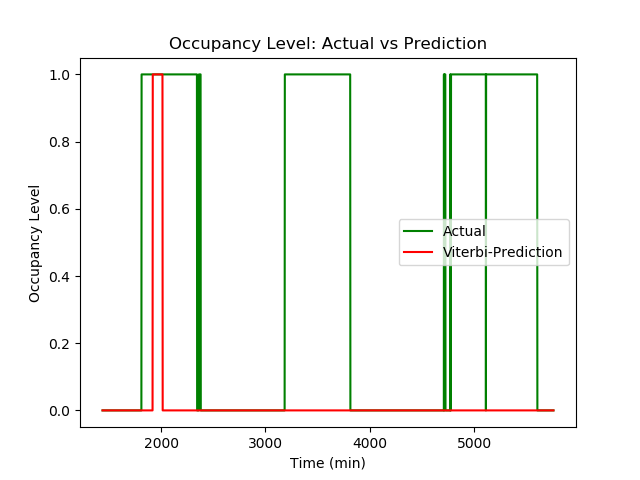 Occupancy Level: Actual vs Prediction
1.0
0.8
0.6
0.4
0.2
0.0
Occupancy Level
Actual
Viterbi-Prediction
2000 3000 4000 5000
Time (min)